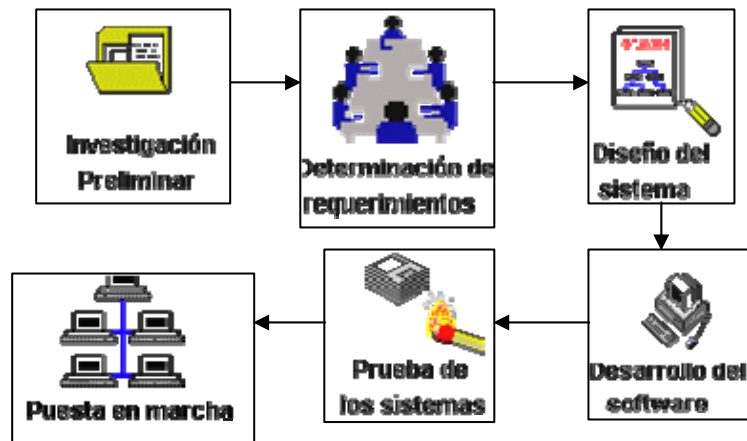 Investigación
Preliminar
Determinación de
requerimientos
Diseño del
sistema
Desarrollo del
software
Prueba de
los sistemas
Puesta en marcha